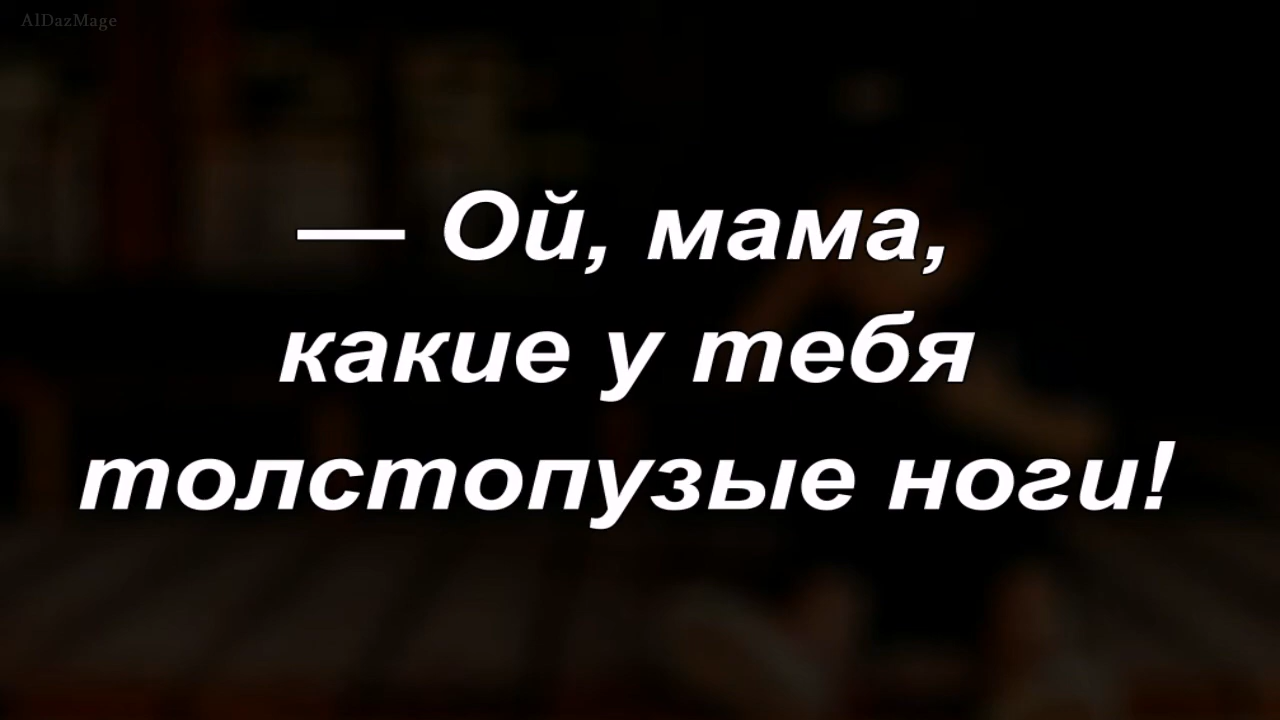 AIDazMage
— Ой, мама,
какие у тебя
толстопузые ноги!